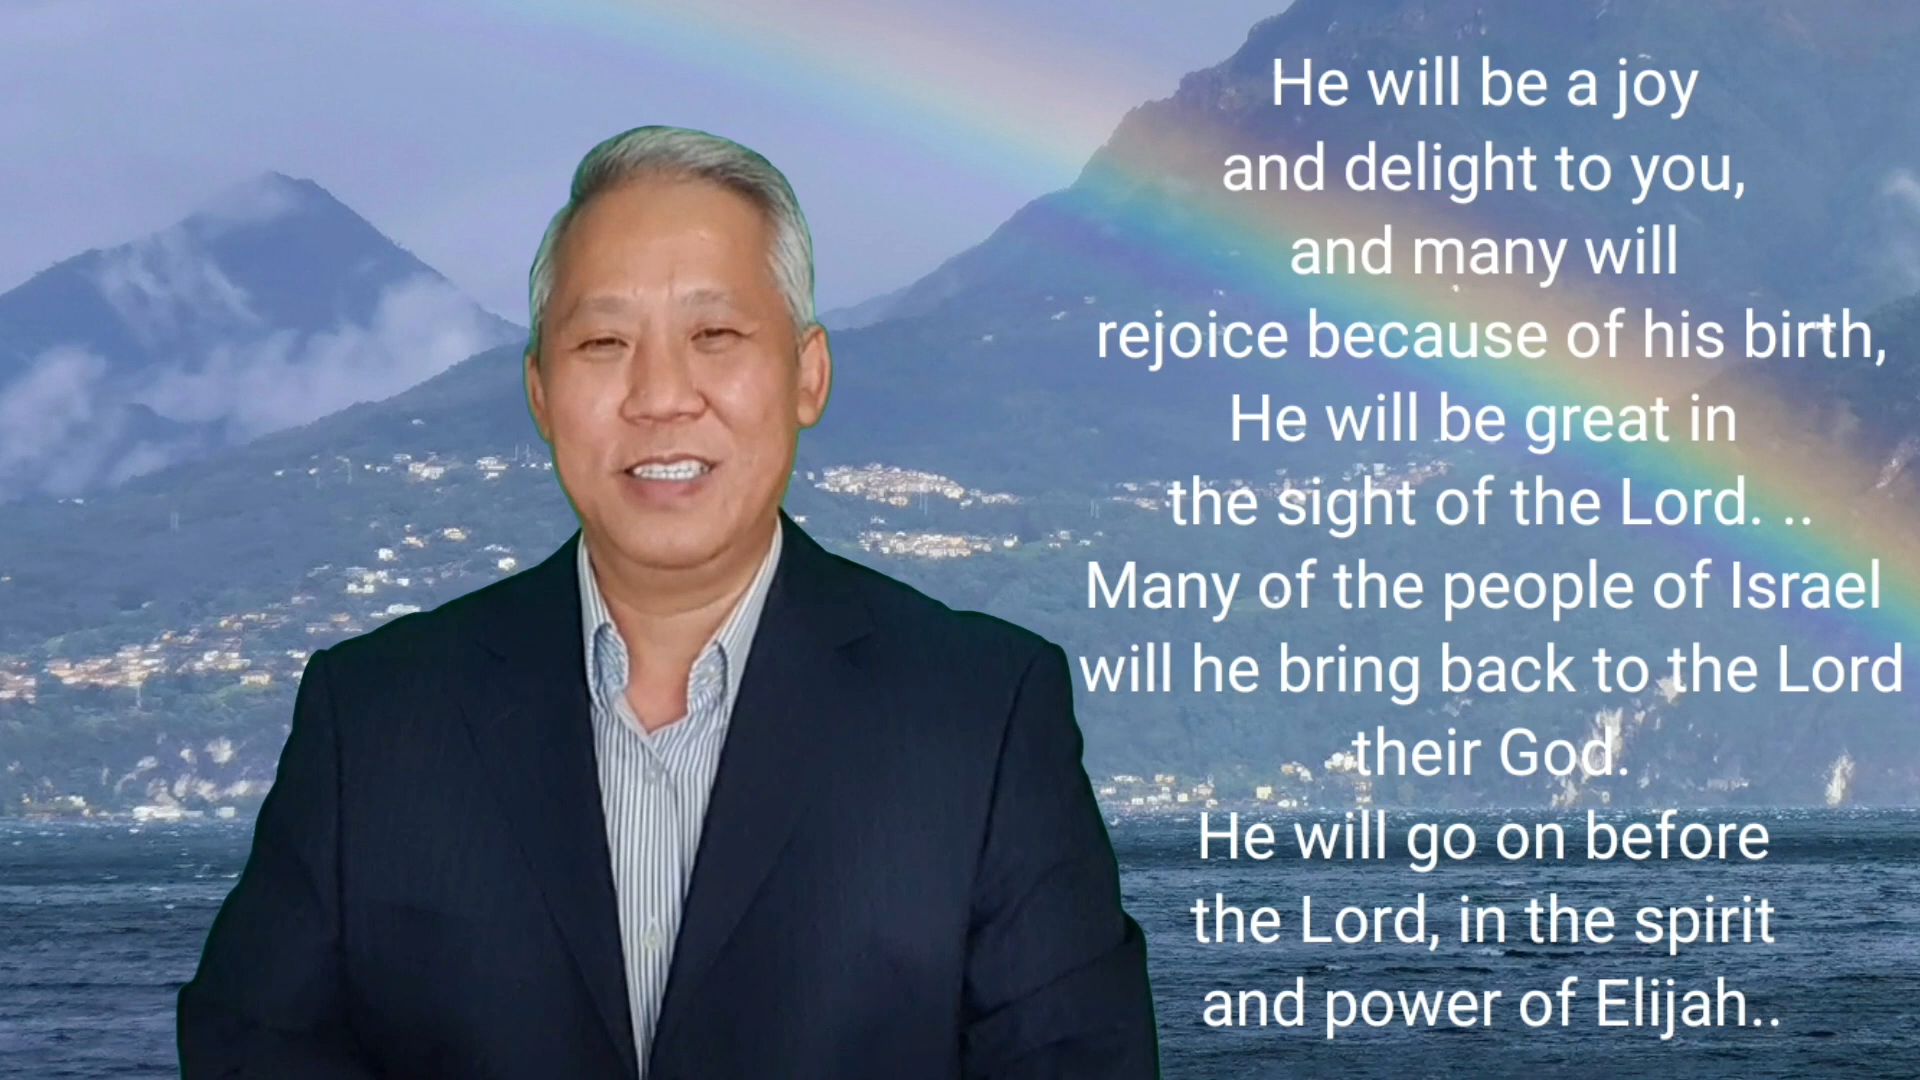 He will be a joy
and delight to you,
and many will
rejoice because of his birth,
He will be great in
the sight of the Lord. ..
Many of the people of Israel
will he bring back to the Lord
their God.
He will go on before
the Lord, in the spirit
and power of Elijah..